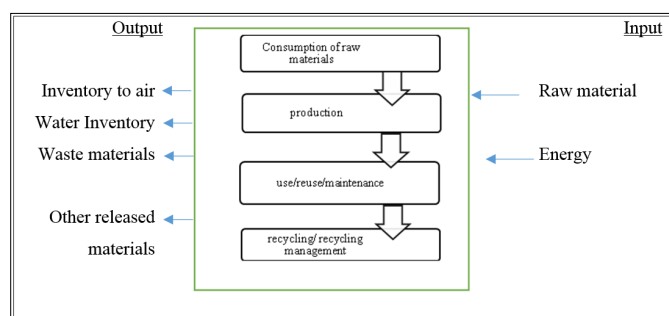 Output
Input
Consumption of raw
materials
Inventory to air
Raw material
production
Water Inventory
Waste materials
Energy
use/reuse/maintenance
Other released
materials
recycling/ recycling
management